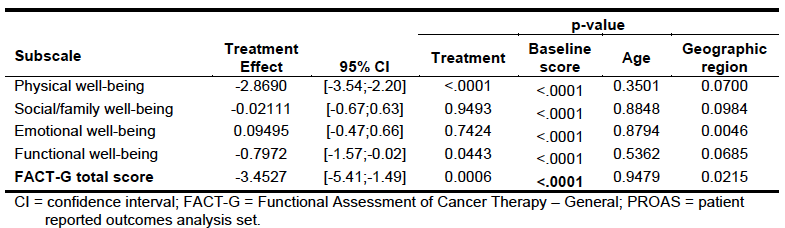 p-value
Subscale Treatment Effect 95% CI Treatment Baseline score Age Geographic region
Physical well-being -2.8690 [-3.54;-2.20] <.0001 <.0001 0.3501 0.0700
Social/family well-being -0.02111 [-0.67;0.63] 0.9493 <.0001 0.8848 0.0984
Emotional well-being 0.09495 [-0.47;0.66] 0.7424 <.0001 0.8794 0.0046
Functional well-being -0.7972 [-1.57;-0.02] 0.0443 <.0001 0.5362 0.0685
FACT-G total score -3.4527 [-5.41;-1.49] 0.0006 <.0001 0.9479 0.0215
CI = confidence interval; FACT-G = Functional Assessment of Cancer Therapy – General; PROAS = patient
reported outcomes analysis set.